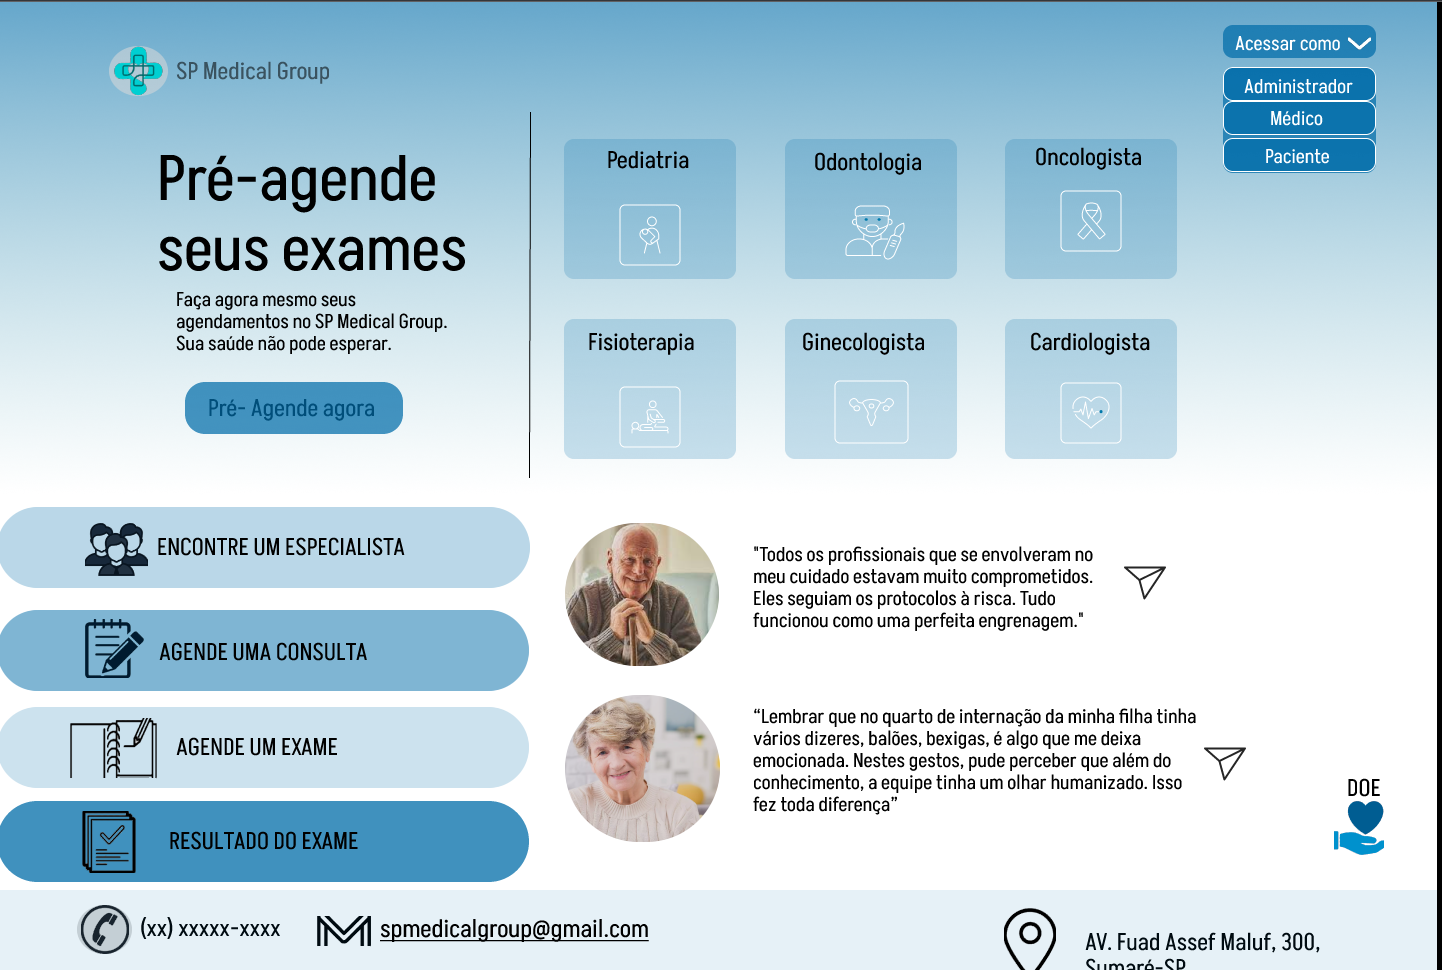 SP Medical Group
Acessar como
Administrador
Médico
Paciente
Pré-agende
seus exames
Faça agora mesmo seus
agendamentos no SP Medical Group.
Sua saúde não pode esperar.
Pré- Agende agora
Pediatria
Odontologia
Oncologista
Fisioterapia
Ginecologista
Cardiologista
ENCONTRE UM ESPECIALISTA
AGENDE UMA CONSULTA
AGENDE UM EXAME
RESULTADO DO EXAME
"Todos os profissionais que se envolveram no
meu cuidado estavam muito comprometidos.
Eles seguiam os protocolos à risca. Tudo
funcionou como uma perfeita engrenagem."
“Lembrar que no quarto de internação da minha filha tinha
vários dizeres, balões, bexigas, é algo que me deixa
emocionada. Nestes gestos, pude perceber que além do
conhecimento, a equipe tinha um olhar humanizado. Isso
fez toda diferença”
DOE
(xx) xxxxx-xxxx
spmedicalgroup@gmail.com
AV. Fuad Assef Maluf, 300,
Sumaré-SP